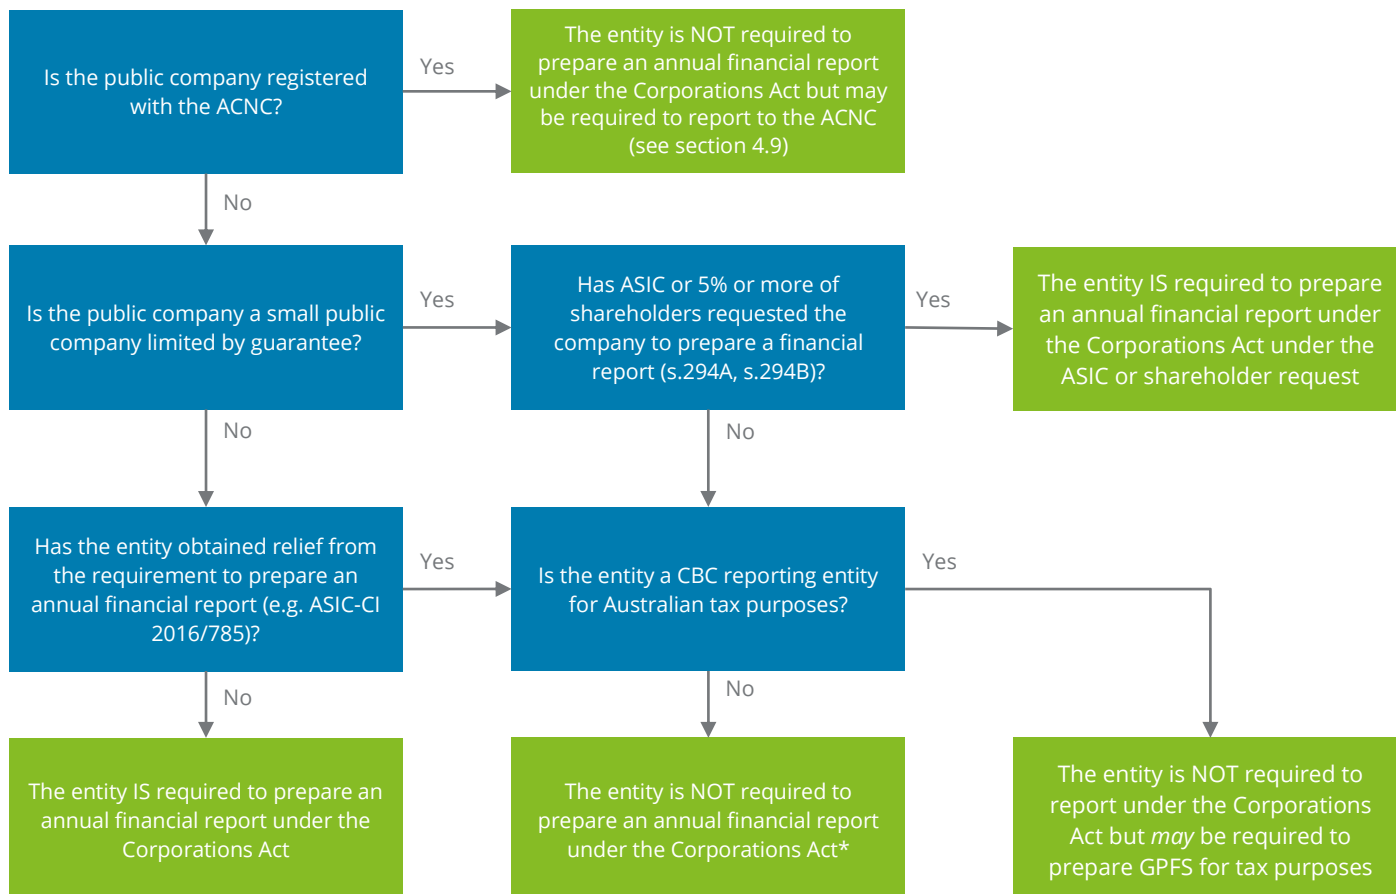 Is the public company registered
with the ACNC?
Yes
The entity is NOT required to
prepare an annual financial report
under the Corporations Act but may
be required to report to the ACNC
(see section 4.9)
No
Is the public company a small public
company limited by guarantee?
Yes
Has ASIC or 5% or more of
shareholders requested the
company to prepare a financial
report (s.294A, s.294B)?
Yes
The entity IS required to prepare
an annual financial report under
the Corporations Act under the
ASIC or shareholder request
No
No
Has the entity obtained relief from
the requirement to prepare an
annual financial report (e.g. ASIC-CI
2016/785)?
Yes
Is the entity a CBC reporting entity
for Australian tax purposes?
Yes
No
No
The entity IS required to prepare an
annual financial report under the
Corporations Act
The entity is NOT required to
prepare an annual financial report
under the Corporations Act*
The entity is NOT required to
report under the Corporations
Act but may be required to
prepare GPFS for tax purposes